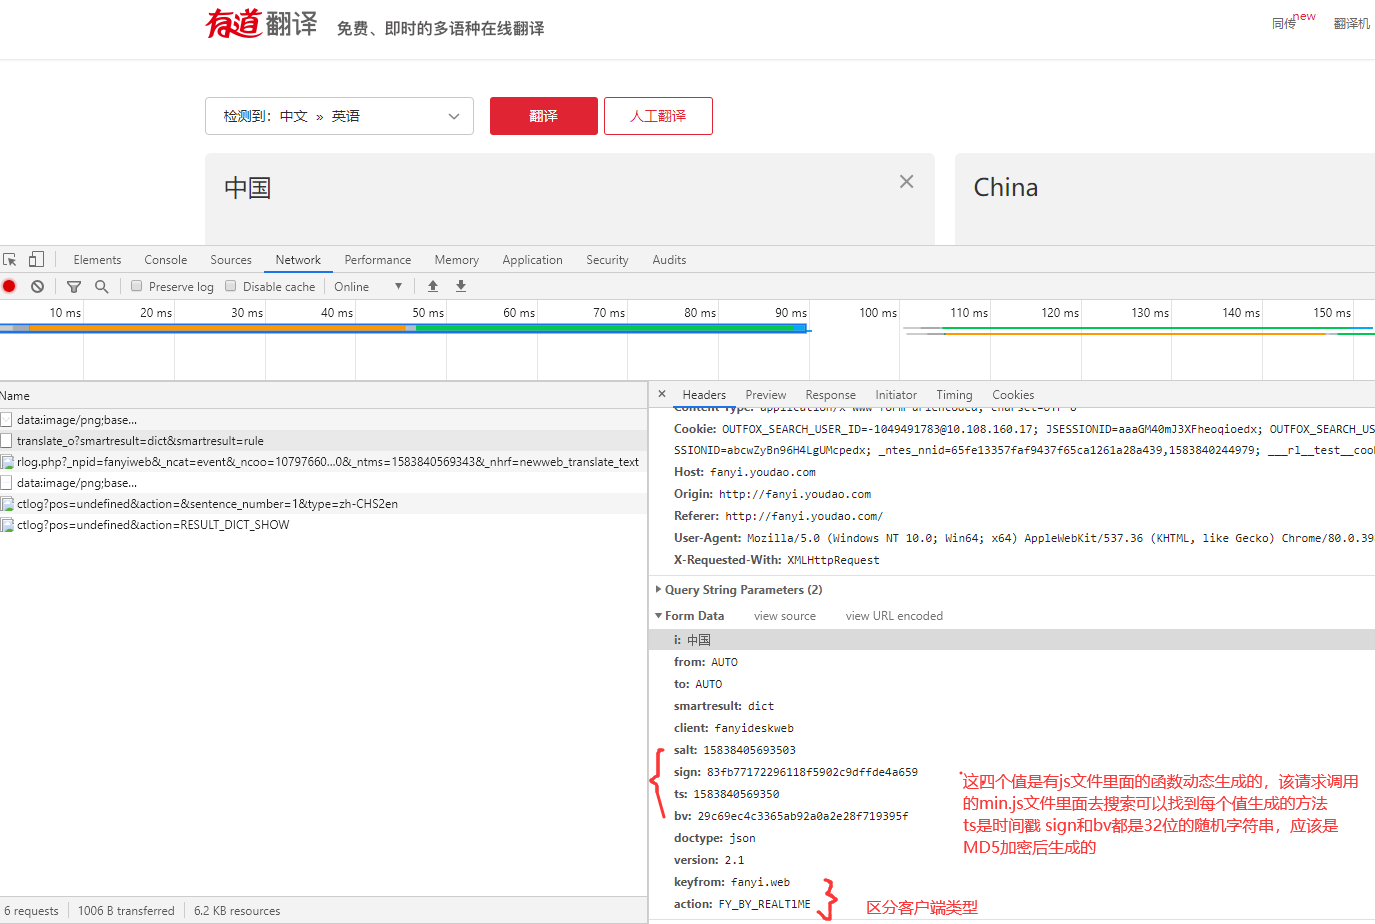 有道翻译 免费、即时的多语种在线翻译 同传 new 翻译机
检测到：中文 » 英语 翻译 人工翻译
中国 China
Elements Console Sources Network Performance Memory Application Security Audits
Preserve log Disable cache Online
10 ms 20 ms 30 ms 40 ms 50 ms 60 ms 70 ms 80 ms 90 ms 100 ms 110 ms 120 ms 130 ms 140 ms 150 ms
Name
data:image/png;base...
translate_o?smartresult=dict&smartresult=rule
rlog.php?_npid=fanyiweb&_ncat=event&_ncoo=10797660...0&_ntms=1583840569343&_nhrf=newweb_translate_text
data:image/png;base...
ctlog?pos=undefined&action=&sentence_number=1&type=zh-CHS2en
ctlog?pos=undefined&action=RESULT_DICT_SHOW
6 requests 1006 B transferred 6.2 KB resources
Headers Preview Response Initiator Timing Cookies
Cookie: OUTFOX_SEARCH_USER_ID=-1049491783@10.108.160.17; JSESSIONID=aaaGM40mJ3XFheoqioedx; OUTFOX_SEARCH_US
SSIONID=abcwZyBn96H4LgUMcpedx; _ntes_nnid=65fe13357faf9437f65ca1261a28a439,1583840244979; ___rl__test__cook
Host: fanyi.youdao.com
Origin: http://fanyi.youdao.com
Referer: http://fanyi.youdao.com/
User-Agent: Mozilla/5.0 (Windows NT 10.0; Win64; x64) AppleWebKit/537.36 (KHTML, like Gecko) Chrome/80.0.39
X-Requested-With: XMLHttpRequest
Query String Parameters (2)
Form Data view source view URL encoded
i: 中国
from: AUTO
to: AUTO
smartresult: dict
client: fanyideskweb
salt: 15838405693503
sign: 83fb77172296118f5902c9dffde4a659
ts: 1583840569350
bv: 29c69ec4c3365ab92a0a2e28f719395f
doctype: json
version: 2.1
keyfrom: fanyi.web
action: FY_BY_REALTlME
这四个值是有js文件里面的函数动态生成的，该请求调用
的min.js文件里面去搜索可以找到每个值生成的方法
ts是时间戳 sign和bv都是32位的随机字符串，应该是
MD5加密后生成的
区分客户端类型